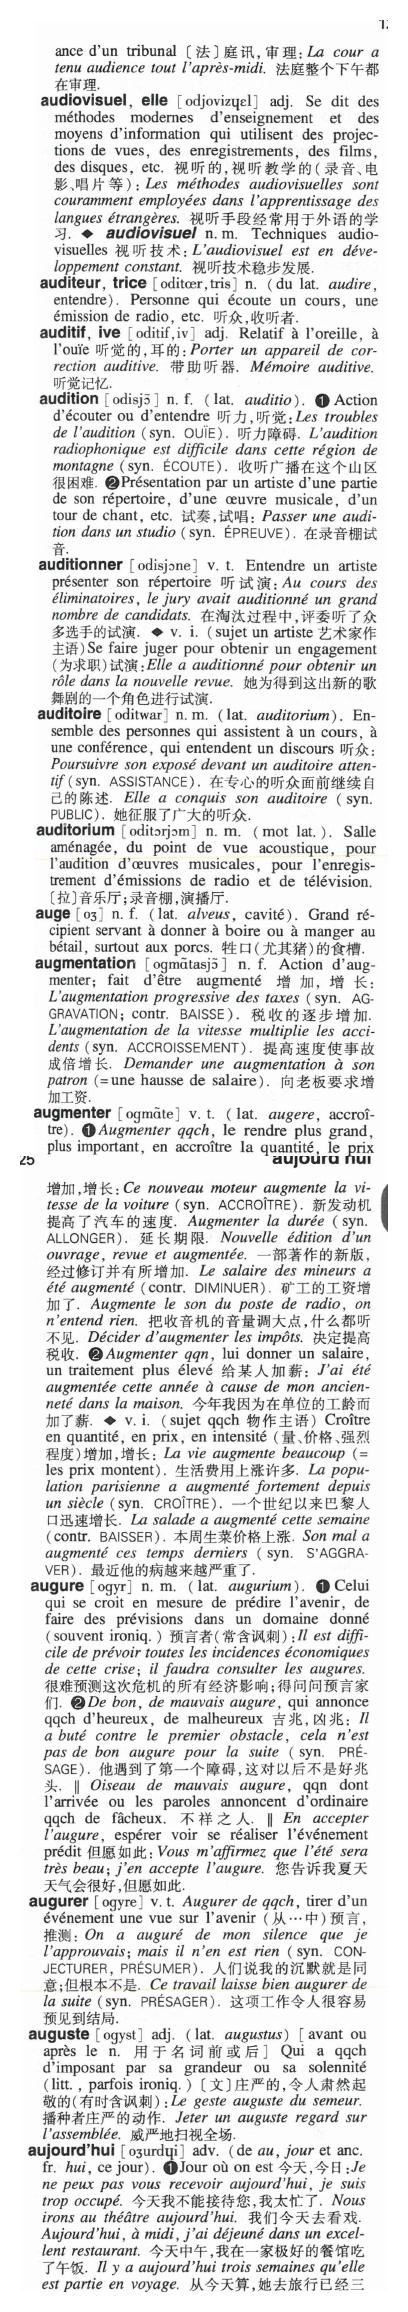 ance d'un tribunal〔法〕庭讯,审理: La cour a
tenu audience tout l'après-midi. 法庭整个下午都
在审理.
audiovisuel, elle [odjovizɥɛl] adj. Se dit des
méthodes modernes d'enseignement et des
moyens d'information qui utilisent des projec-
tions de vues, des enregistrements, des films,
des disques, etc. 视听的,视听教学的(录音、电
影、唱片等): Les méthodes audiovisuelles sont
couramment employées dans l'apprentissage des
langues étrangères. 视听手段经常用于外语的学
习. ◆ audiovisuel n. m. Techniques audio-
visuelles 视听技术: L'audiovisuel est en déve-
loppement constant. 视听技术稳步发展.
auditeur, trice [oditœr,tris] n. (du lat. audire,
entendre). Personne qui écoute un cours, une
émission de radio, etc. 听众,收听者.
auditif, ive [oditif,iv] adj. Relatif à l'oreille, à
l'ouïe 听觉的,耳的: Porter un appareil de cor-
rection auditive. 带助听器. Mémoire auditive.
听觉记忆.
audition [odisjɔ̃] n. f. (lat. auditio). ❶ Action
d'écouter ou d'entendre 听力,听觉: Les troubles
de l'audition (syn. OUÏE). 听力障碍. L'audition
radiophonique est difficile dans cette région de
montagne (syn. ÉCOUTE). 收听广播在这个山区
很困难. ❷Présentation par un artiste d'une partie
de son répertoire, d'une œuvre musicale, d'un
tour de chant, etc. 试奏,试唱: Passer une audi-
tion dans un studio (syn. ÉPREUVE). 在录音棚试
音.
auditionner [odisjɔne] v. t. Entendre un artiste
présenter son répertoire 听试演: Au cours des
éliminatoires, le jury avait auditionné un grand
nombre de candidats. 在淘汰过程中,评委听了众
多选手的试演. ◆ v. i. (sujet un artiste 艺术家作
主语) Se faire juger pour obtenir un engagement
(为求职)试演: Elle a auditionné pour obtenir un
rôle dans la nouvelle revue. 她为得到这出新的歌
舞剧的一个角色进行试演.
auditoire [oditwar] n. m. (lat. auditorium). En-
semble des personnes qui assistent à un cours, à
une conférence, qui entendent un discours 听众:
Poursuivre son exposé devant un auditoire atten-
tif (syn. ASSISTANCE). 在专心的听众面前继续自
己的陈述. Elle a conquis son auditoire (syn.
PUBLIC). 她征服了广大的听众.
auditorium [oditɔrjɔm] n. m. (mot lat.). Salle
aménagée, du point de vue acoustique, pour
l'audition d'œuvres musicales, pour l'enregis-
trement d'émissions de radio et de télévision.
〔拉〕音乐厅;录音棚,演播厅.
auge [oʒ] n. f. (lat. alveus, cavité). Grand ré-
cipient servant à donner à boire ou à manger au
bétail, surtout aux porcs. 牲口(尤其猪)的食槽.
augmentation [ɔgmɑ̃tasjɔ̃] n. f. Action d'aug-
menter; fait d'être augmenté 增加,增长:
L'augmentation progressive des taxes (syn. AG-
GRAVATION; contr. BAISSE). 税收的逐步增加.
L'augmentation de la vitesse multiplie les acci-
dents (syn. ACCROISSEMENT). 提高速度使事故
成倍增长. Demander une augmentation à son
patron (= une hausse de salaire). 向老板要求增
加工资.
augmenter [ɔgmɑ̃te] v. t. (lat. augere, accroî-
tre). ❶Augmenter qqch, le rendre plus grand,
plus important, en accroître la quantité, le prix
25 aujourd'hui
增加,增长: Ce nouveau moteur augmente la vi-
tesse de la voiture (syn. ACCROÎTRE). 新发动机
提高了汽车的速度. Augmenter la durée (syn.
ALLONGER). 延长期限. Nouvelle édition d'un
ouvrage, revue et augmentée. 一部著作的新版,
经过修订并有所增加. Le salaire des mineurs a
été augmenté (contr. DIMINUER). 矿工的工资增
加了. Augmente le son du poste de radio, on
n'entend rien. 把收音机的音量调大点,什么都听
不见. Décider d'augmenter les impôts. 决定提高
税收. ❷Augmenter qqn, lui donner un salaire,
un traitement plus élevé 给某人加薪: J'ai été
augmentée cette année à cause de mon ancien-
neté dans la maison. 今年我因为在单位的工龄而
加了薪. ◆ v. i. (sujet qqch 物作主语) Croître
en quantité, en prix, en intensité (量、价格、强烈
程度)增加,增长: La vie augmente beaucoup (=
les prix montent). 生活费用上涨许多. La popu-
lation parisienne a augmenté fortement depuis
un siècle (syn. CROÎTRE). 一个世纪以来巴黎人
口迅速增长. La salade a augmenté cette semaine
(contr. BAISSER). 本周生菜价格上涨. Son mal a
augmenté ces temps derniers (syn. S'AGGRA-
VER). 最近他的病越来越严重了.
augure [ogyr] n. m. (lat. augurium). ❶ Celui
qui se croit en mesure de prédire l'avenir, de
faire des prévisions dans un domaine donné
(souvent ironiq.) 预言者(常含讽刺): Il est diffi-
cile de prévoir toutes les incidences économiques
de cette crise; il faudra consulter les augures.
很难预测这次危机的所有经济影响;得问问预言家
们. ❷De bon, de mauvais augure, qui annonce
qqch d'heureux, de malheureux 吉兆,凶兆: Il
a buté contre le premier obstacle, cela n'est
pas de bon augure pour la suite (syn. PRÉ-
SAGE). 他遇到了第一个障碍,这对以后不是好兆
头. ‖ Oiseau de mauvais augure, qqn dont
l'arrivée ou les paroles annoncent d'ordinaire
qqch de fâcheux. 不祥之人. ‖ En accepter
l'augure, espérer voir se réaliser l'événement
prédit 但愿如此: Vous m'affirmez que l'été sera
très beau; j'en accepte l'augure. 您告诉我夏天
天气会很好,但愿如此.
augurer [ogyre] v. t. Augurer de qqch, tirer d'un
événement une vue sur l'avenir (从…中)预言,
推测: On a auguré de mon silence que je
l'approuvais; mais il n'en est rien (syn. CON-
JECTURER, PRÉSUMER). 人们说我的沉默就是同
意;但根本不是. Ce travail laisse bien augurer de
la suite (syn. PRÉSAGER). 这项工作令人很容易
预见到结局.
auguste [ogyst] adj. (lat. augustus) [avant ou
après le n. 用于名词前或后] Qui a qqch
d'imposant par sa grandeur ou sa solennité
(litt., parfois ironiq.)〔文〕庄严的,令人肃然起
敬的(有时含讽刺): Le geste auguste du semeur.
播种者庄严的动作. Jeter un auguste regard sur
l'assemblée. 威严地扫视全场.
aujourd'hui [oʒurdɥi] adv. (de au, jour et anc.
fr. hui, ce jour). ❶Jour où on est 今天,今日: Je
ne peux pas vous recevoir aujourd'hui, je suis
trop occupé. 今天我不能接待您,我太忙了. Nous
irons au théâtre aujourd'hui. 我们今天去看戏.
Aujourd'hui, à midi, j'ai déjeuné dans un excel-
lent restaurant. 今天中午,我在一家极好的餐馆吃
了午饭. Il y a aujourd'hui trois semaines qu'elle
est partie en voyage. 从今天算,她去旅行已经三